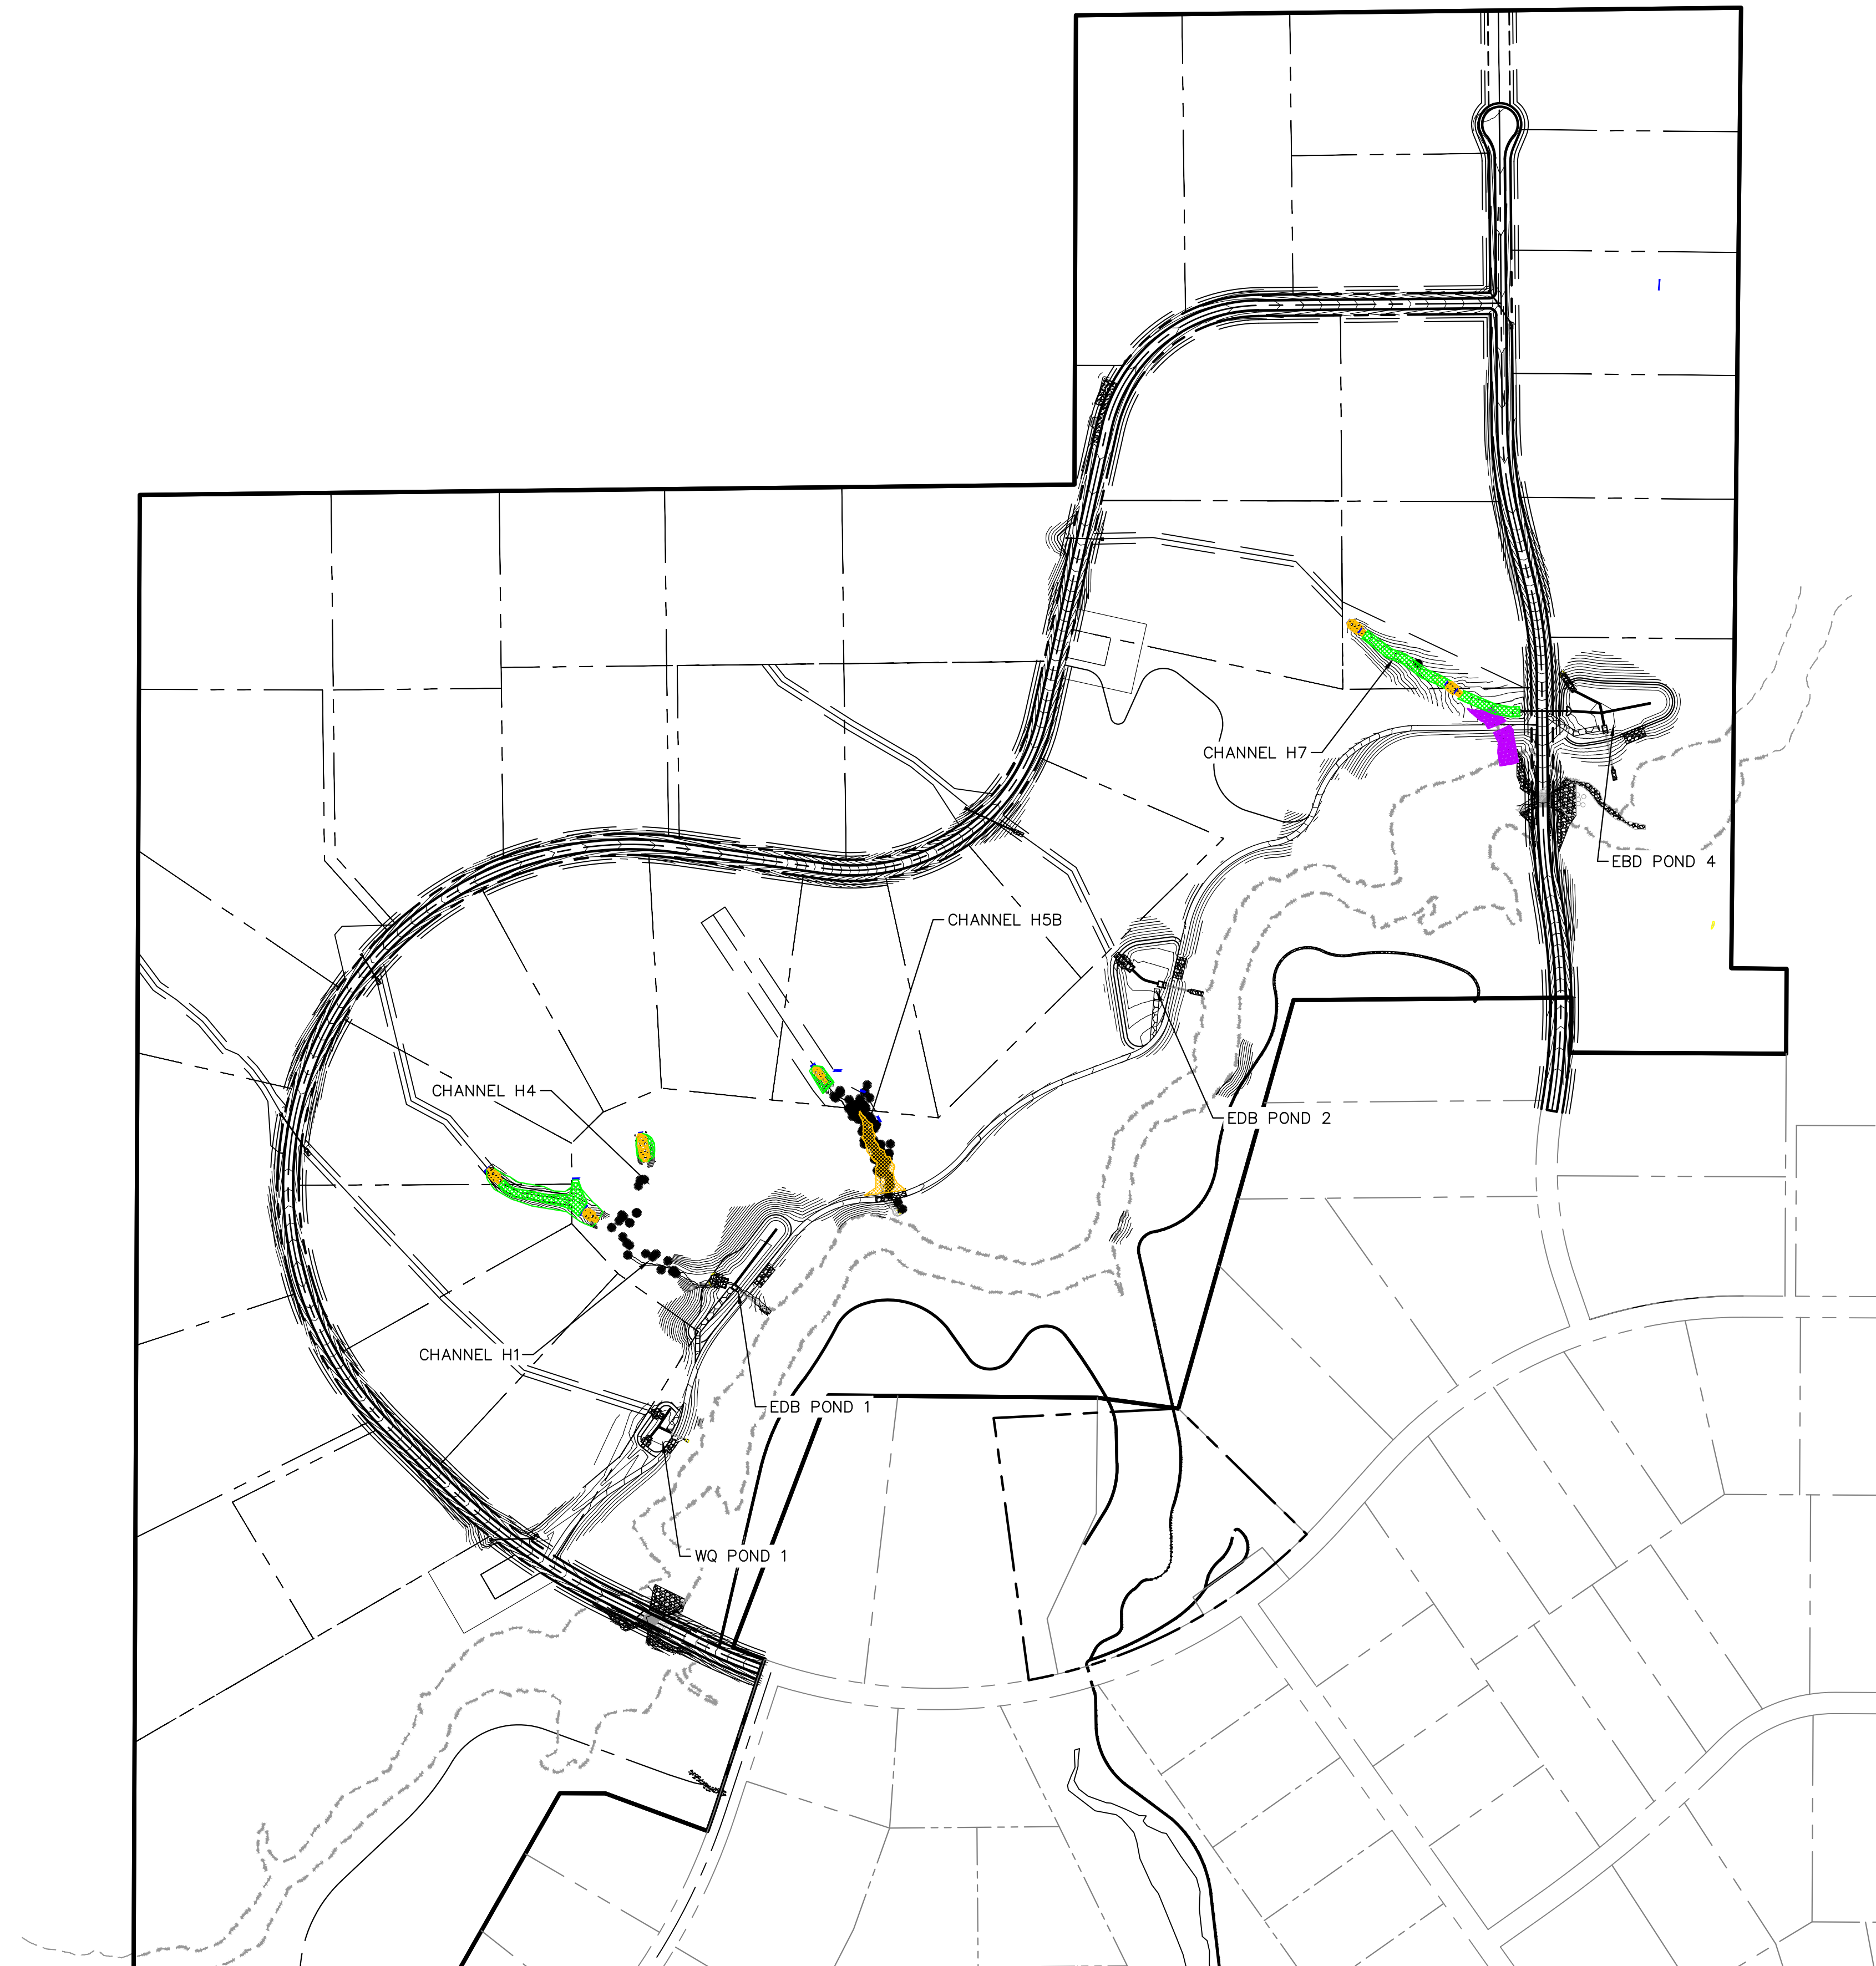 CHANNEL H7
EBD POND 4
CHANNEL H5B
CHANNEL H4
EDB POND 2
CHANNEL H1
EDB POND 1
WQ POND 1